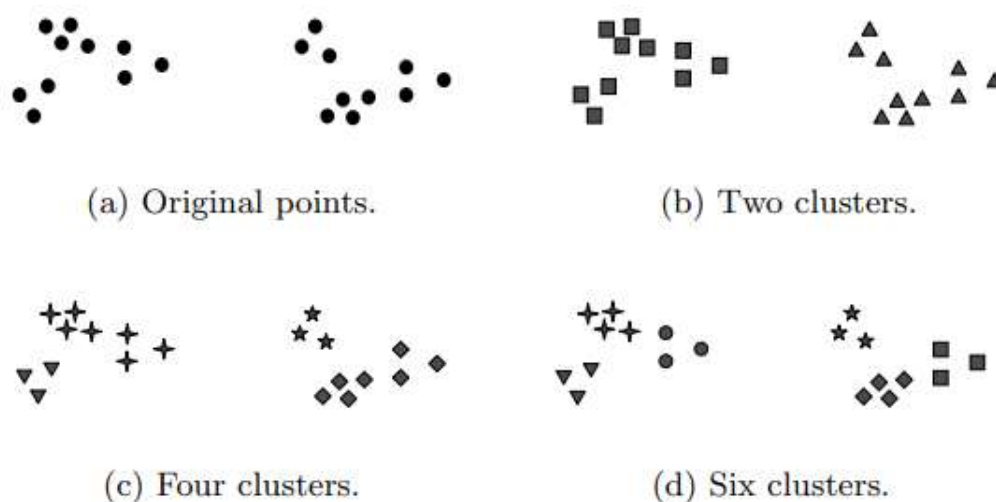 (a) Original points.
(b) Two clusters.
(c) Four clusters.
(d) Six clusters.